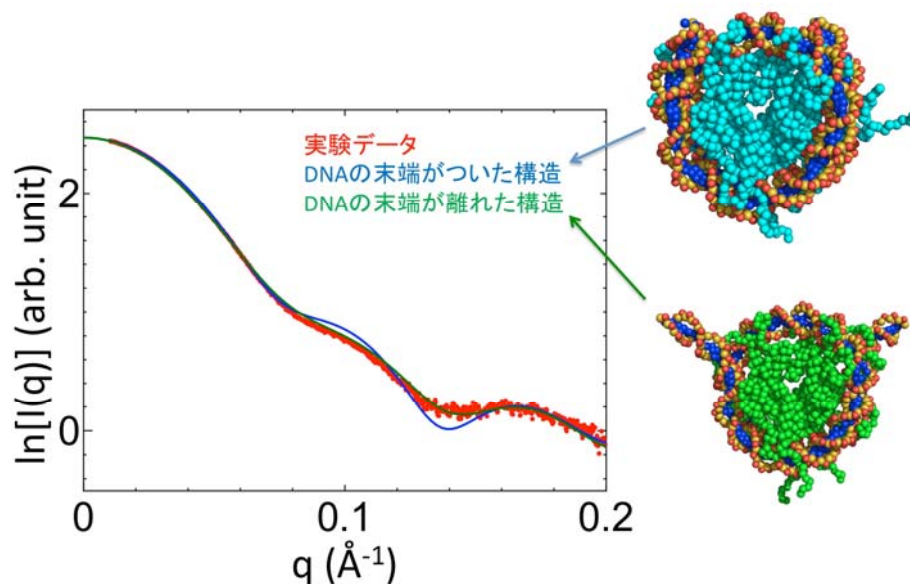 実験データ
DNAの末端がついた構造
DNAの末端が離れた構造
2
0
ln[I(q)] (arb. unit)
0
0.1
0.2
q (Å-1)